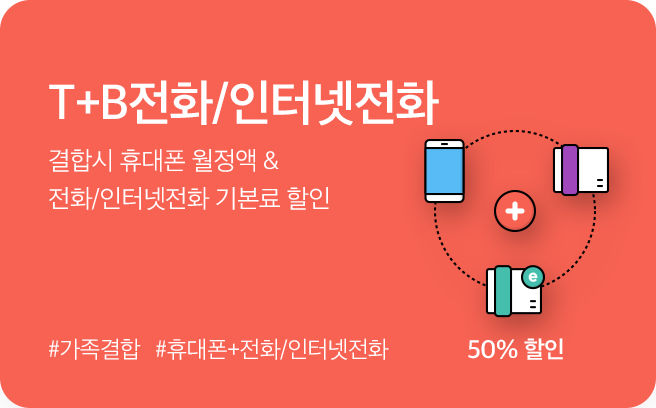 T+B전화/인터넷전화
결합시 휴대폰 월정액 &
전화/인터넷전화 기본료 할인
e
#가족결합 #휴대폰+전화/인터넷전화
50% 할인